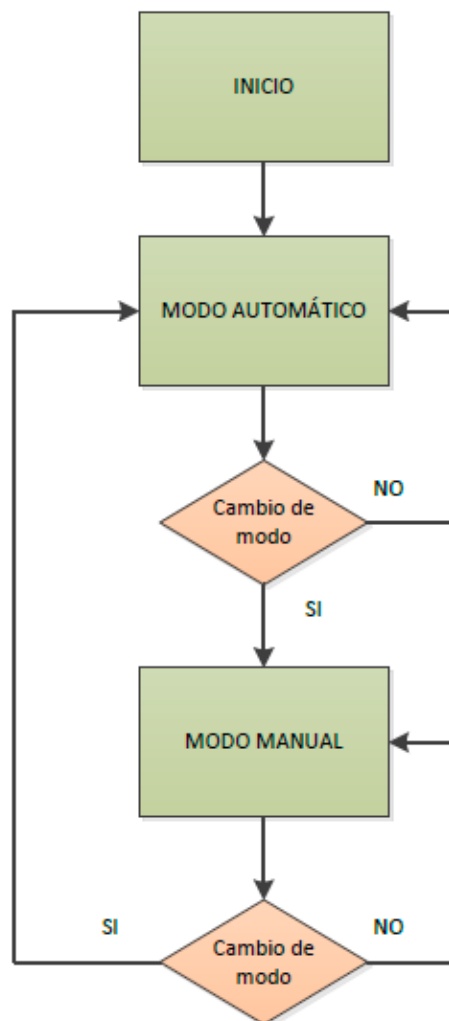 INICIO
MODO AUTOMÁTICO
Cambio de
modo
NO
SI
MODO MANUAL
SI
Cambio de
modo
NO